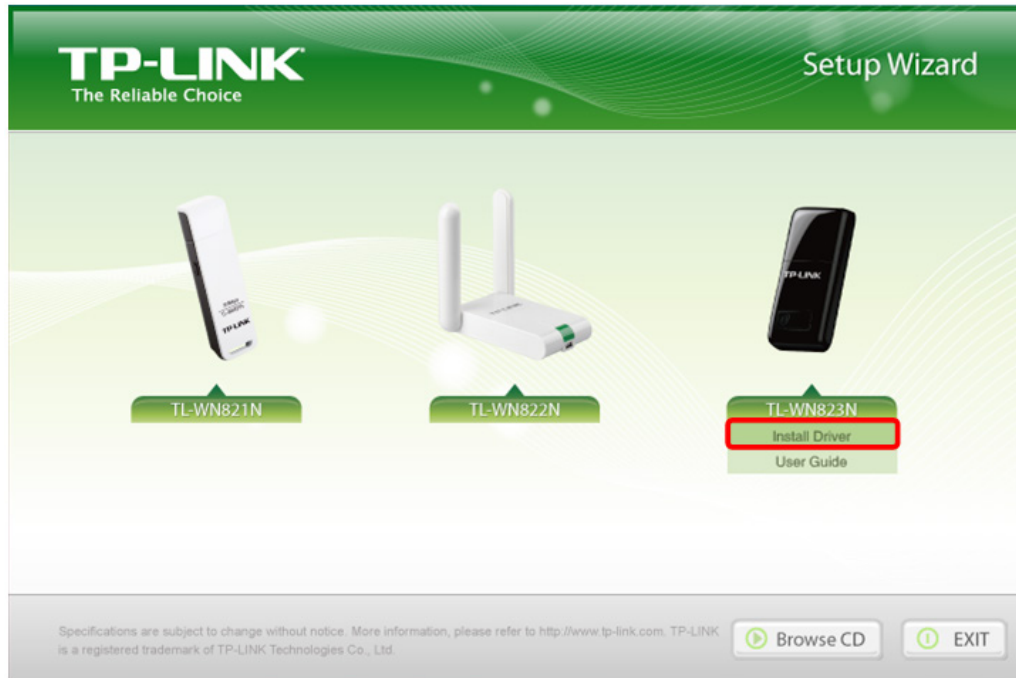 TP-LINK
The Reliable Choice
Setup Wizard
TP-LINK
TP-LINK
TP-LINK
TL-WN821N
TL-WN822N
TL-WN823N
Install Driver
User Guide
Specifications are subject to change without notice. More information, please refer to http://www.tp-link.com. TP-LINK
is a registered trademark of TP-LINK Technologies Co., Ltd.
Browse CD
EXIT